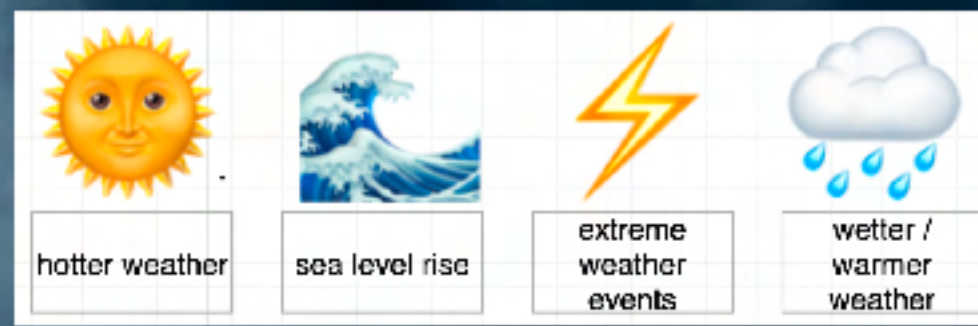 hotter weather
sea level rise
extreme
weather
events
wetter /
warmer
weather